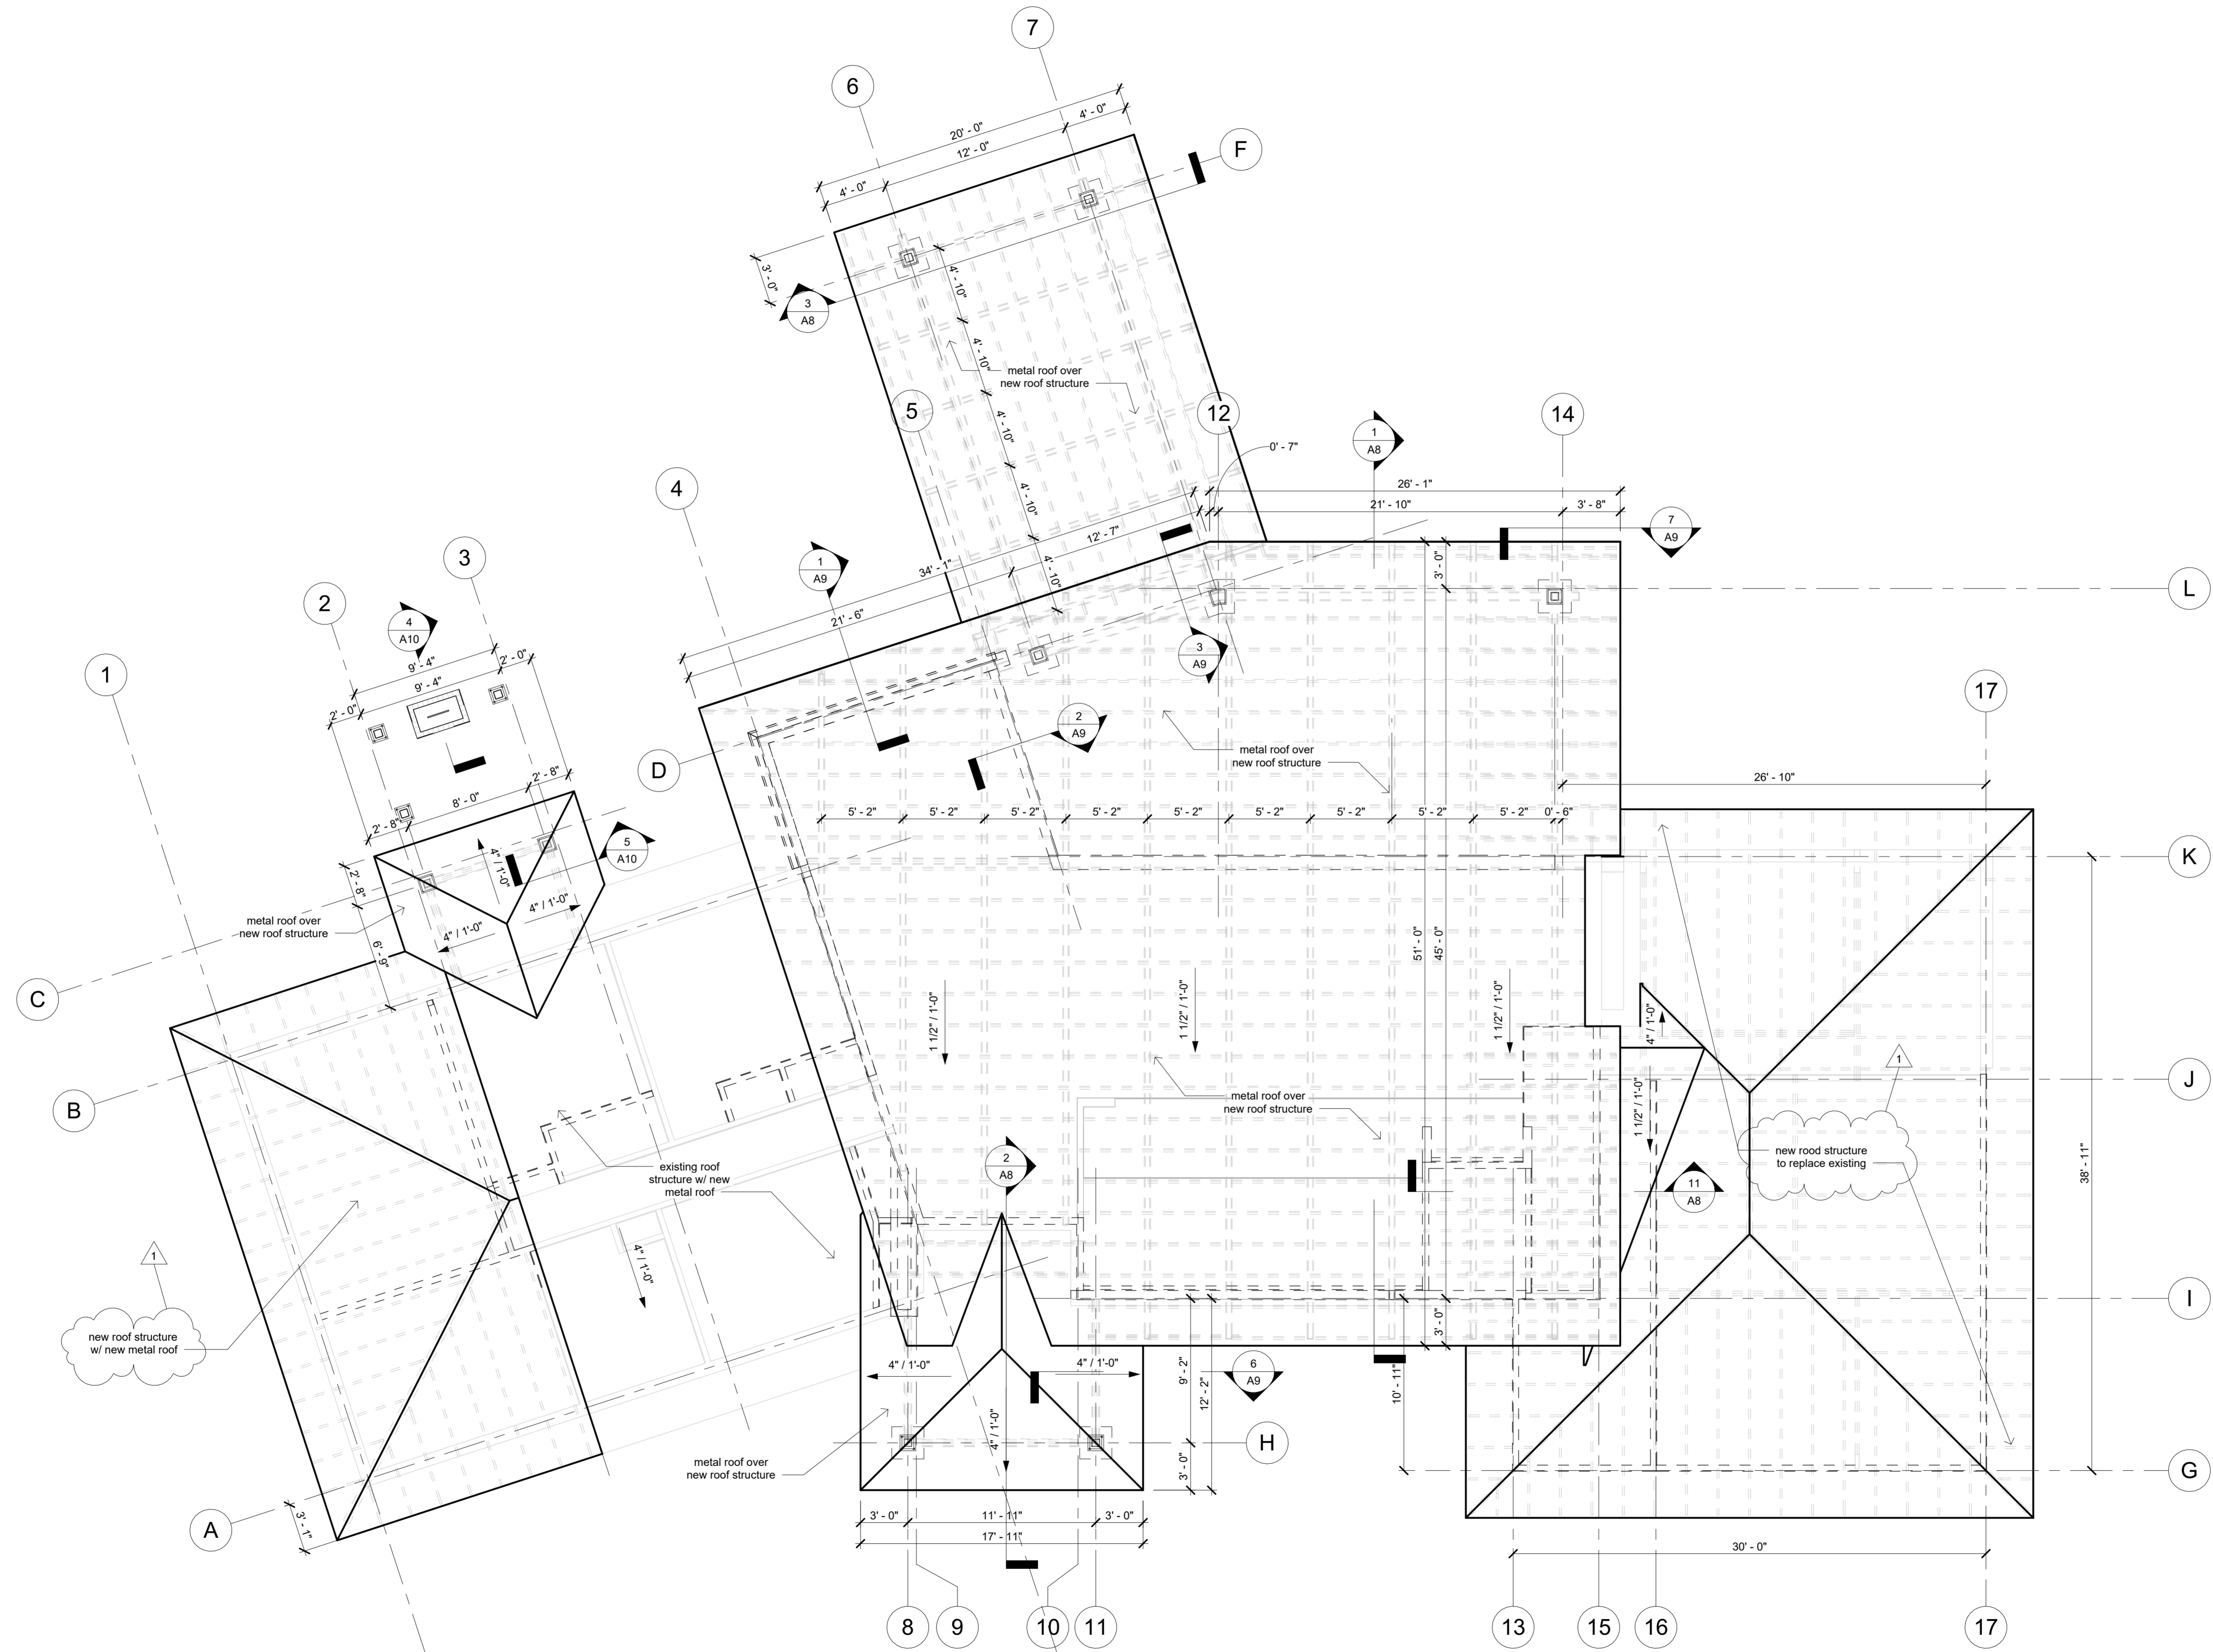 7
6
20' - 0"
4' - 0"
12' - 0"
4' - 0"
F
3' - 0"
3
A8
4' - 10"
4' - 10"
4' - 10"
4' - 10"
4' - 10"
metal roof over
new roof structure
5
12
14
1
A8
0' - 7"
26' - 1"
21' - 10"
3' - 8"
7
A9
4
3
2
1
4
A10
9' - 4"
9' - 4"
2' - 0"
2' - 0"
1
A9
34' - 1"
12' - 7"
21' - 6"
3' - 0"
L
3
A9
17
2
A9
D
metal roof over
new roof structure
26' - 10"
2' - 8"
8' - 0"
2' - 8"
5' - 2"
5' - 2"
5' - 2"
5' - 2"
5' - 2"
5' - 2"
5' - 2"
5' - 2"
5' - 2"
0' - 6"
5
A10
K
4" / 1'-0"
4" / 1'-0"
4" / 1'-0"
2' - 8"
6' - 9"
metal roof over
new roof structure
51' - 0"
45' - 0"
C
1 1/2" / 1'-0"
1 1/2" / 1'-0"
1 1/2" / 1'-0"
4" / 1'-0"
1
J
B
metal roof over
new roof structure
1 1/2" / 1'-0"
new rood structure
to replace existing
38' - 11"
2
A8
existing roof
structure w/ new
metal roof
11
A8
1
4" / 1'-0"
I
new roof structure
w/ new metal roof
3' - 0"
4" / 1'-0"
4" / 1'-0"
9' - 2"
12' - 2"
6
A9
10' - 11"
4" / 1'-0"
H
metal roof over
new roof structure
3' - 0"
G
A
3' - 1"
3' - 0"
11' - 11"
3' - 0"
17' - 11"
30' - 0"
8
9
10
11
13
15
16
17